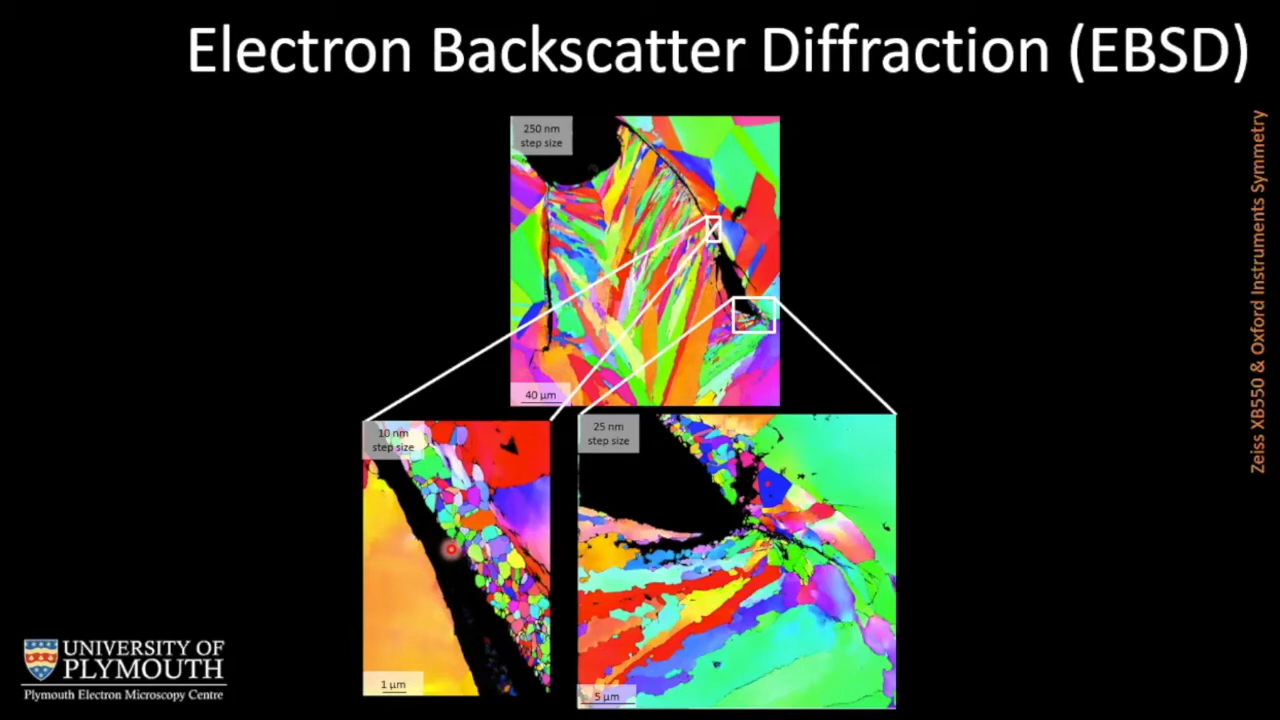 Electron Backscatter Diffraction (EBSD)
250 nm
step size
40 µm
10 nm
step size
1 µm
25 nm
step size
5 µm
Zeiss XB550 & Oxford Instruments Symmetry
UNIVERSITY OF
PLYMOUTH
Plymouth Electron Microscopy Centre